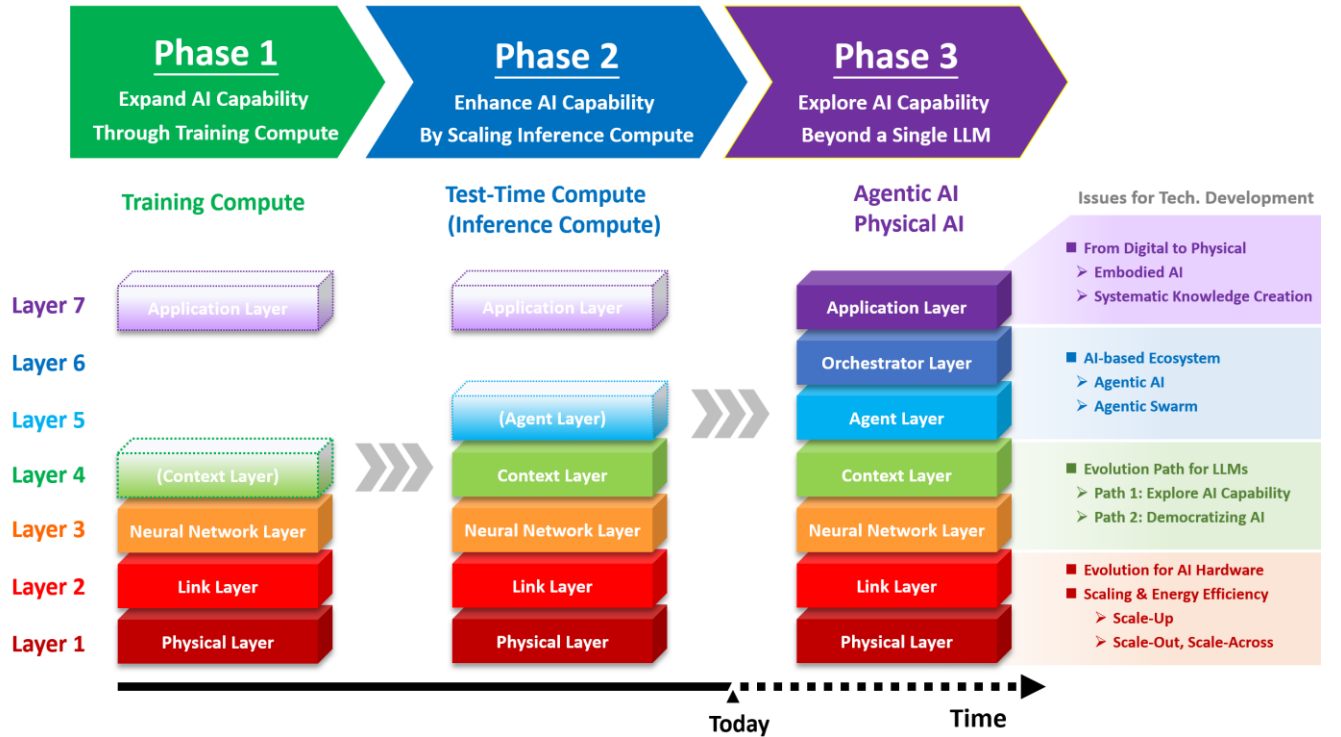 Phase 1
Expand AI Capability
Through Training Compute
Phase 2
Enhance AI Capability
By Scaling Inference Compute
Phase 3
Explore AI Capability
Beyond a Single LLM
Training Compute
Test-Time Compute
(Inference Compute)
Agentic AI
Physical AI
Issues for Tech. Development
Layer 7
Layer 6
Layer 5
Layer 4
Layer 3
Layer 2
Layer 1
Application Layer
(Context Layer)
Neural Network Layer
Link Layer
Physical Layer
Application Layer
(Agent Layer)
Context Layer
Neural Network Layer
Link Layer
Physical Layer
Application Layer
Orchestrator Layer
Agent Layer
Context Layer
Neural Network Layer
Link Layer
Physical Layer
■ From Digital to Physical
➢ Embodied AI
➢ Systematic Knowledge Creation
■ AI-based Ecosystem
➢ Agentic AI
➢ Agentic Swarm
■ Evolution Path for LLMs
➢ Path 1: Explore AI Capability
➢ Path 2: Democratizing AI
■ Evolution for AI Hardware
■ Scaling & Energy Efficiency
➢ Scale-Up
➢ Scale-Out, Scale-Across
Today
Time